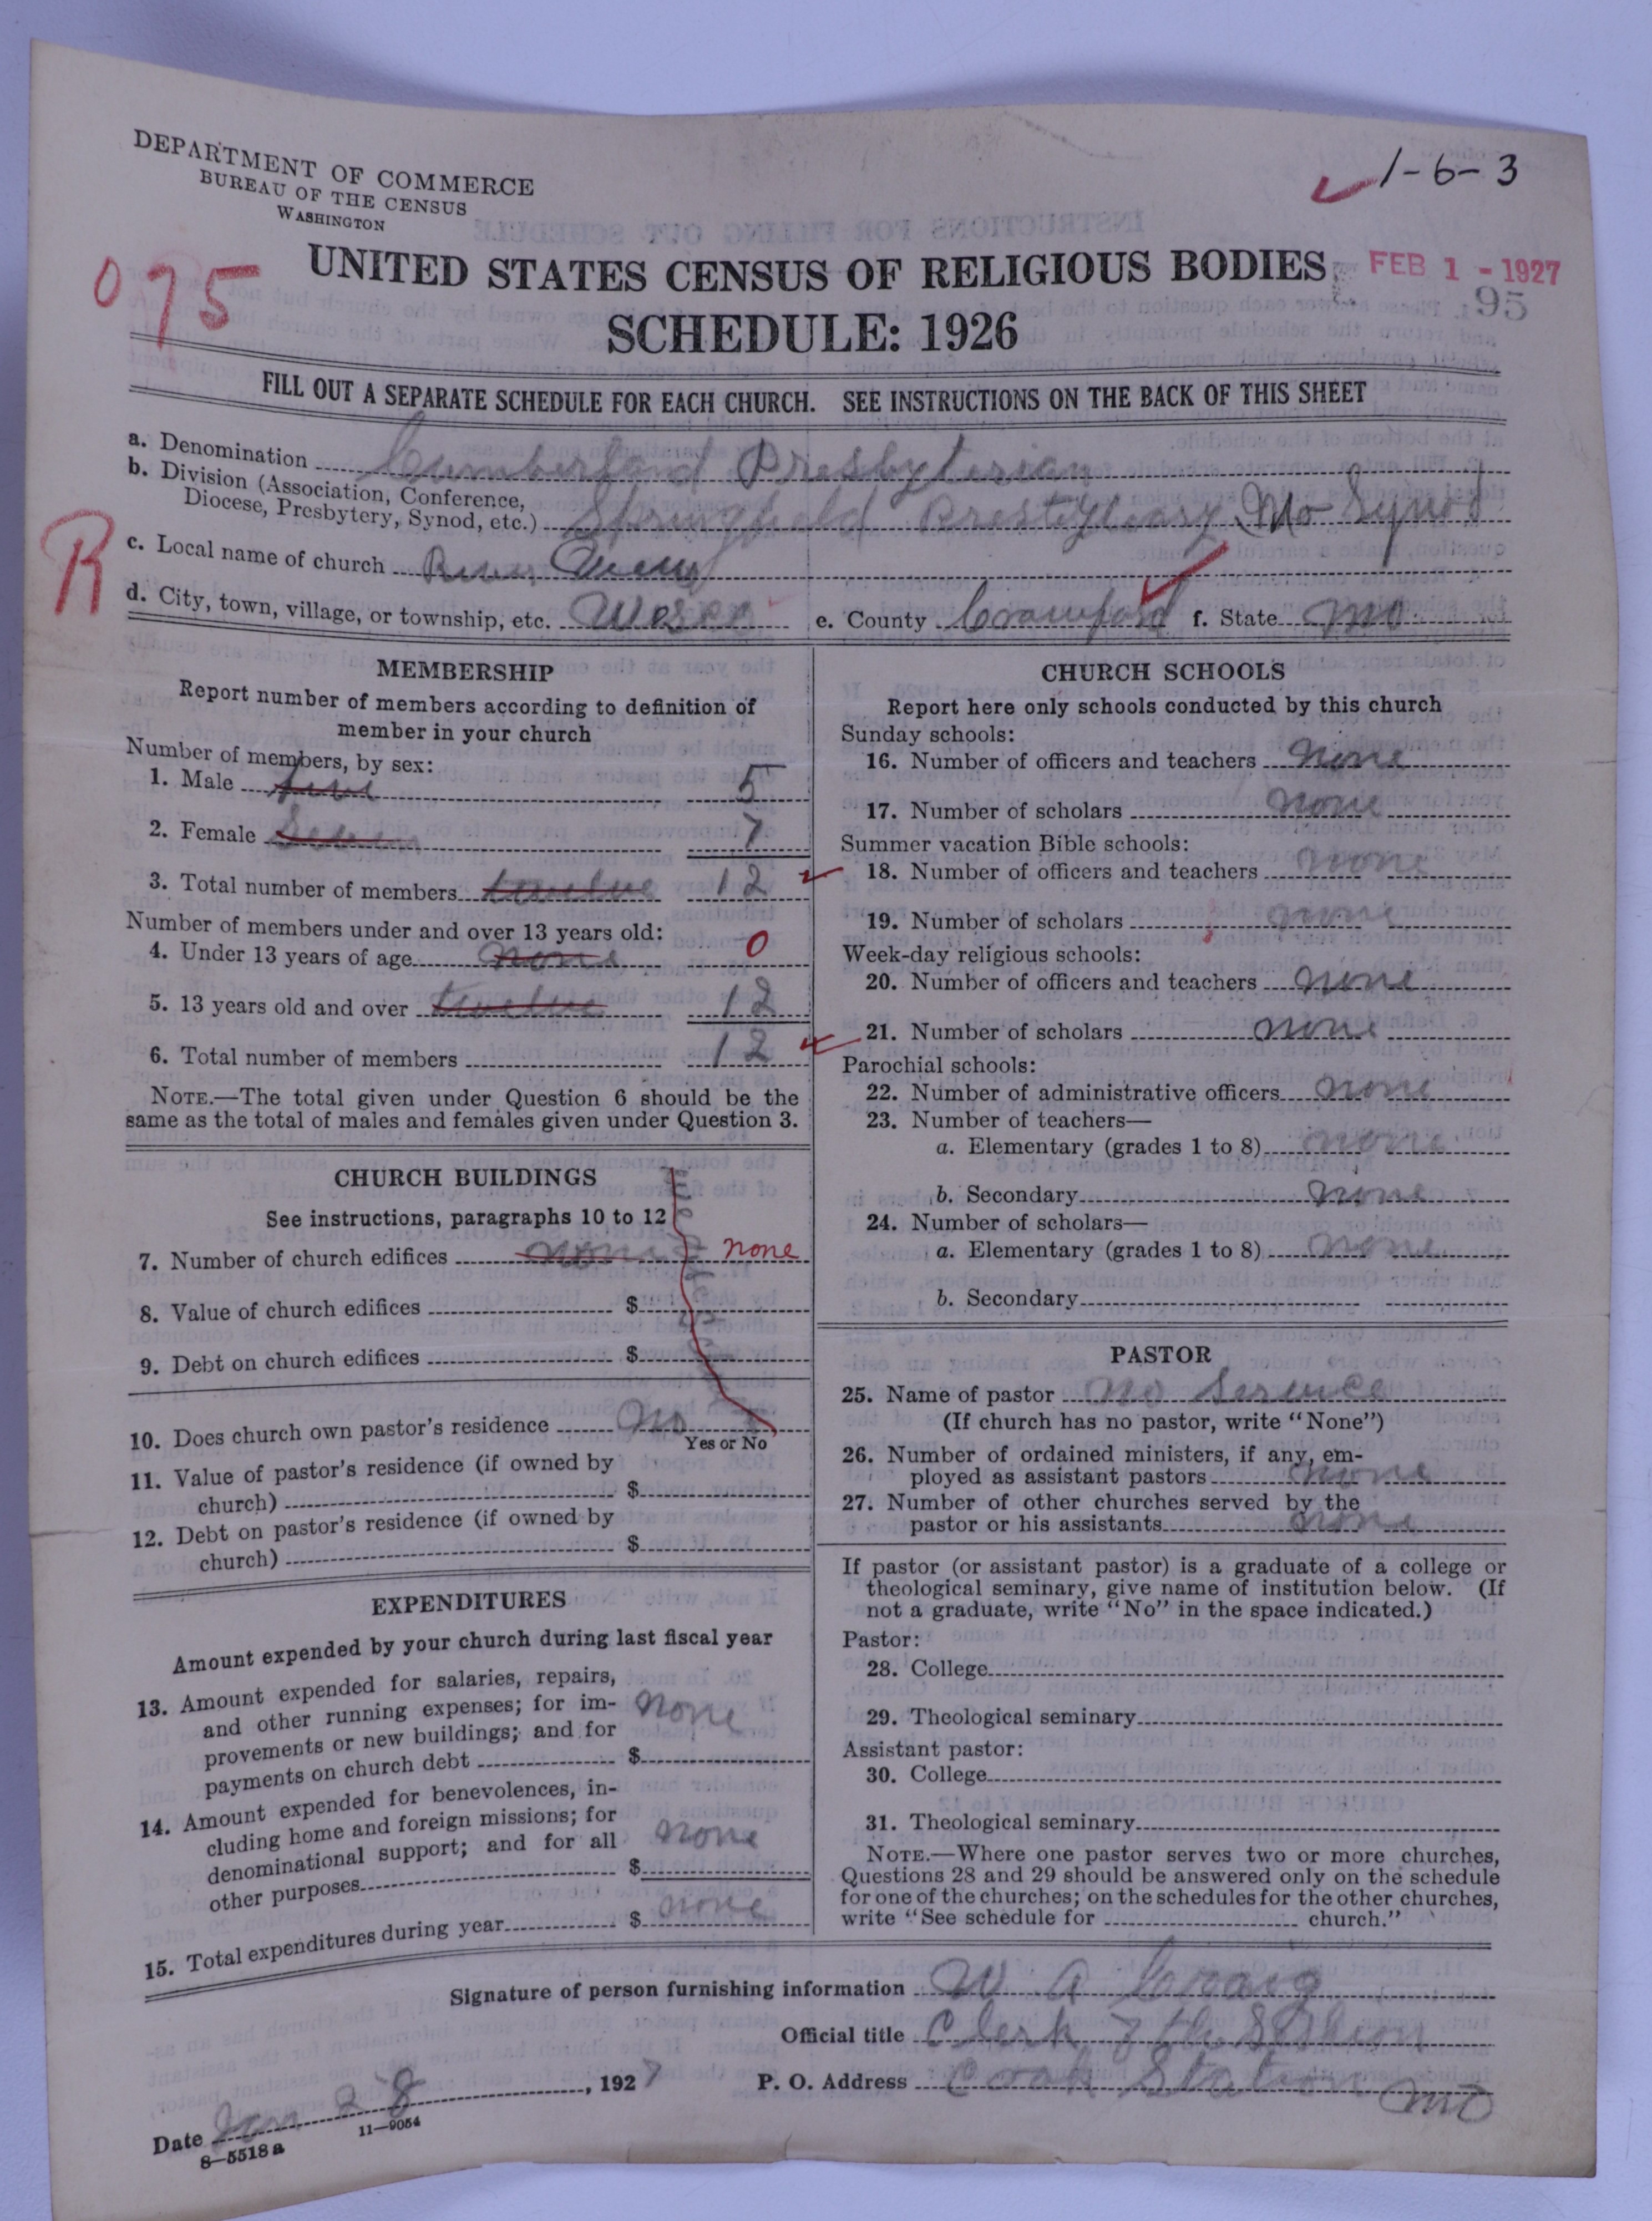 DEPARTMENT OF COMMERCE
BUREAU OF THE CENSUS
WASHINGTON
1-6-3
UNITED STATES CENSUS OF RELIGIOUS BODIES
FEB 1 - 1927
075
95
SCHEDULE: 1926
FILL OUT A SEPARATE SCHEDULE FOR EACH CHURCH. SEE INSTRUCTIONS ON THE BACK OF THIS SHEET
a. Denomination Cumberland Presbyterian
b. Division (Association, Conference,
Diocese, Presbytery, Synod, etc.) Springfield Mo Synod
R
c. Local name of church
d. City, town, village, or township, etc. Wesco e. County Crawford f. State Mo
MEMBERSHIP
Report number of members according to definition of
member in your church
Number of members, by sex:
1. Male five 5
2. Female Seven 7
3. Total number of members twelve 12
Number of members under and over 13 years old:
4. Under 13 years of age none 0
5. 13 years old and over twelve 12
6. Total number of members 12
NOTE.—The total given under Question 6 should be the
same as the total of males and females given under Question 3.
CHURCH BUILDINGS
See instructions, paragraphs 10 to 12
7. Number of church edifices none none
8. Value of church edifices $
9. Debt on church edifices $
10. Does church own pastor's residence No
Yes or No
11. Value of pastor's residence (if owned by
church) $
12. Debt on pastor's residence (if owned by
church) $
EXPENDITURES
Amount expended by your church during last fiscal year
13. Amount expended for salaries, repairs,
and other running expenses; for im-
provements or new buildings; and for
payments on church debt $ none
14. Amount expended for benevolences, in-
cluding home and foreign missions; for
denominational support; and for all
other purposes $ none
15. Total expenditures during year $ none
CHURCH SCHOOLS
Report here only schools conducted by this church
Sunday schools:
16. Number of officers and teachers none
17. Number of scholars none
Summer vacation Bible schools:
18. Number of officers and teachers none
19. Number of scholars none
Week-day religious schools:
20. Number of officers and teachers none
21. Number of scholars none
Parochial schools:
22. Number of administrative officers none
23. Number of teachers—
a. Elementary (grades 1 to 8) none
b. Secondary none
24. Number of scholars—
a. Elementary (grades 1 to 8) none
b. Secondary
PASTOR
25. Name of pastor no Service
(If church has no pastor, write "None")
26. Number of ordained ministers, if any, em-
ployed as assistant pastors none
27. Number of other churches served by the
pastor or his assistants none
If pastor (or assistant pastor) is a graduate of a college or
theological seminary, give name of institution below. (If
not a graduate, write "No" in the space indicated.)
Pastor:
28. College
29. Theological seminary
Assistant pastor:
30. College
31. Theological seminary
NOTE.—Where one pastor serves two or more churches,
Questions 28 and 29 should be answered only on the schedule
for one of the churches; on the schedules for the other churches,
write "See schedule for church."
Signature of person furnishing information W A Craig
Official title Clerk
Date Jan 28, 1927 P. O. Address Cook Station Mo
8-5518a 11-9054